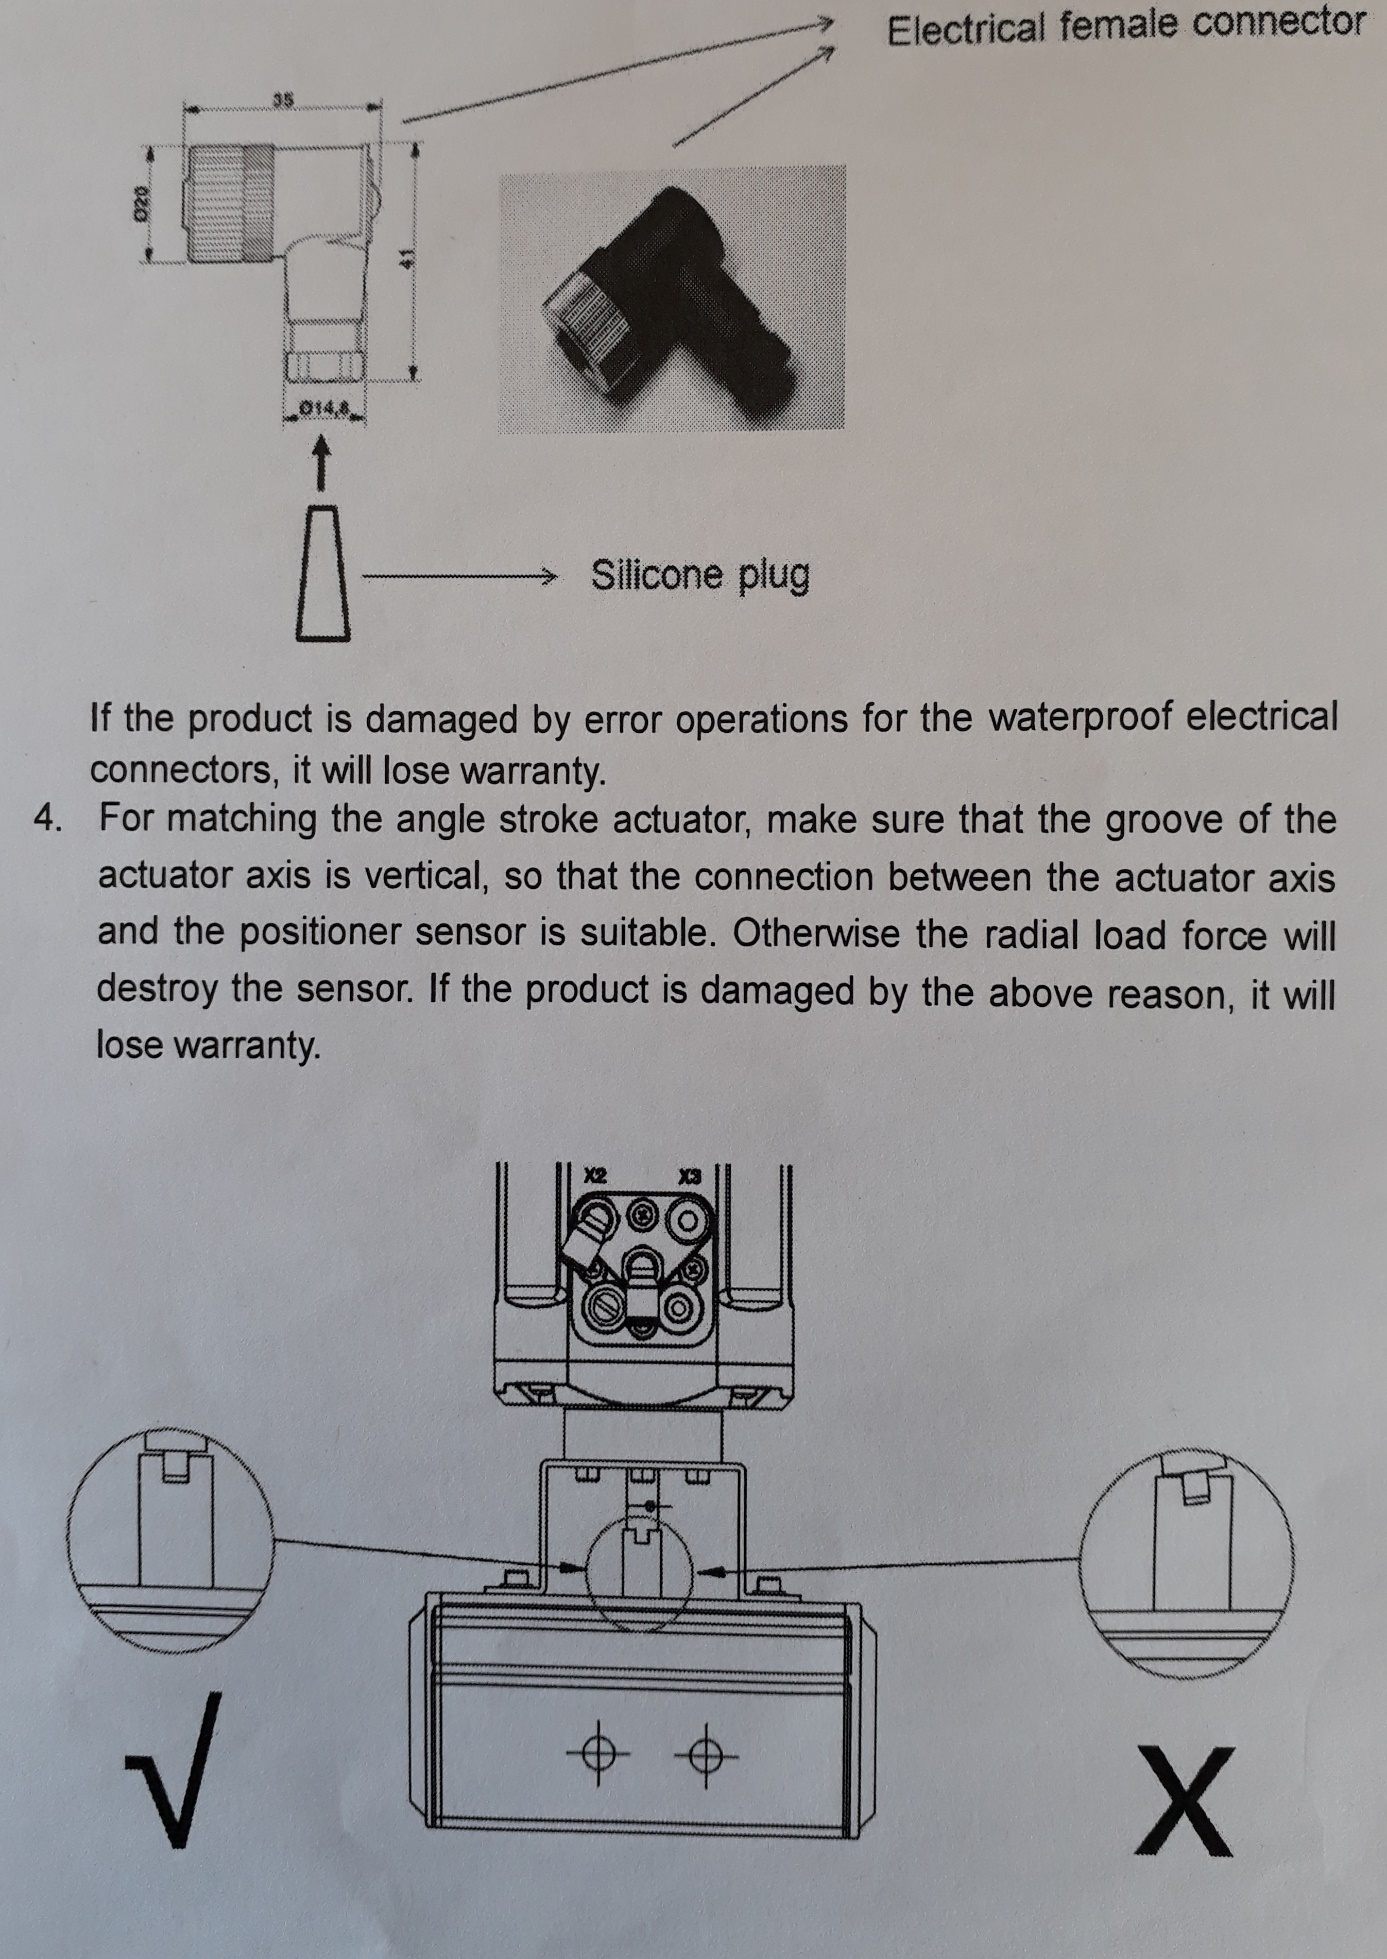 Electrical female connector
35
Ø20
41
Ø14,8
Silicone plug
If the product is damaged by error operations for the waterproof electrical
connectors, it will lose warranty.
4. For matching the angle stroke actuator, make sure that the groove of the
actuator axis is vertical, so that the connection between the actuator axis
and the positioner sensor is suitable. Otherwise the radial load force will
destroy the sensor. If the product is damaged by the above reason, it will
lose warranty.
X2 X3
√ X